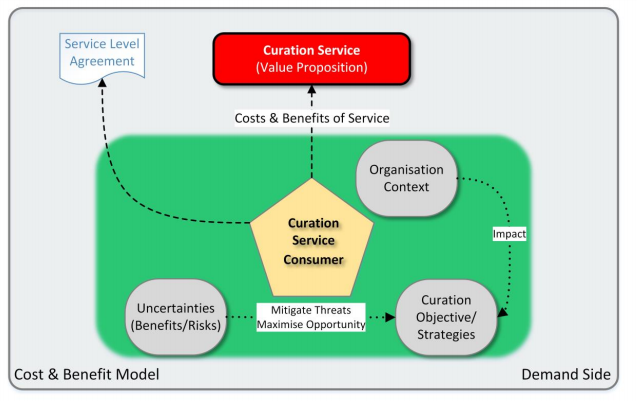 Service Level
Agreement
Curation Service
(Value Proposition)
Costs & Benefits of Service
Organisation
Context
Curation
Service
Consumer
Impact
Uncertainties
(Benefits/Risks)
Mitigate Threats
Maximise Opportunity
Curation
Objective/
Strategies
Cost & Benefit Model
Demand Side